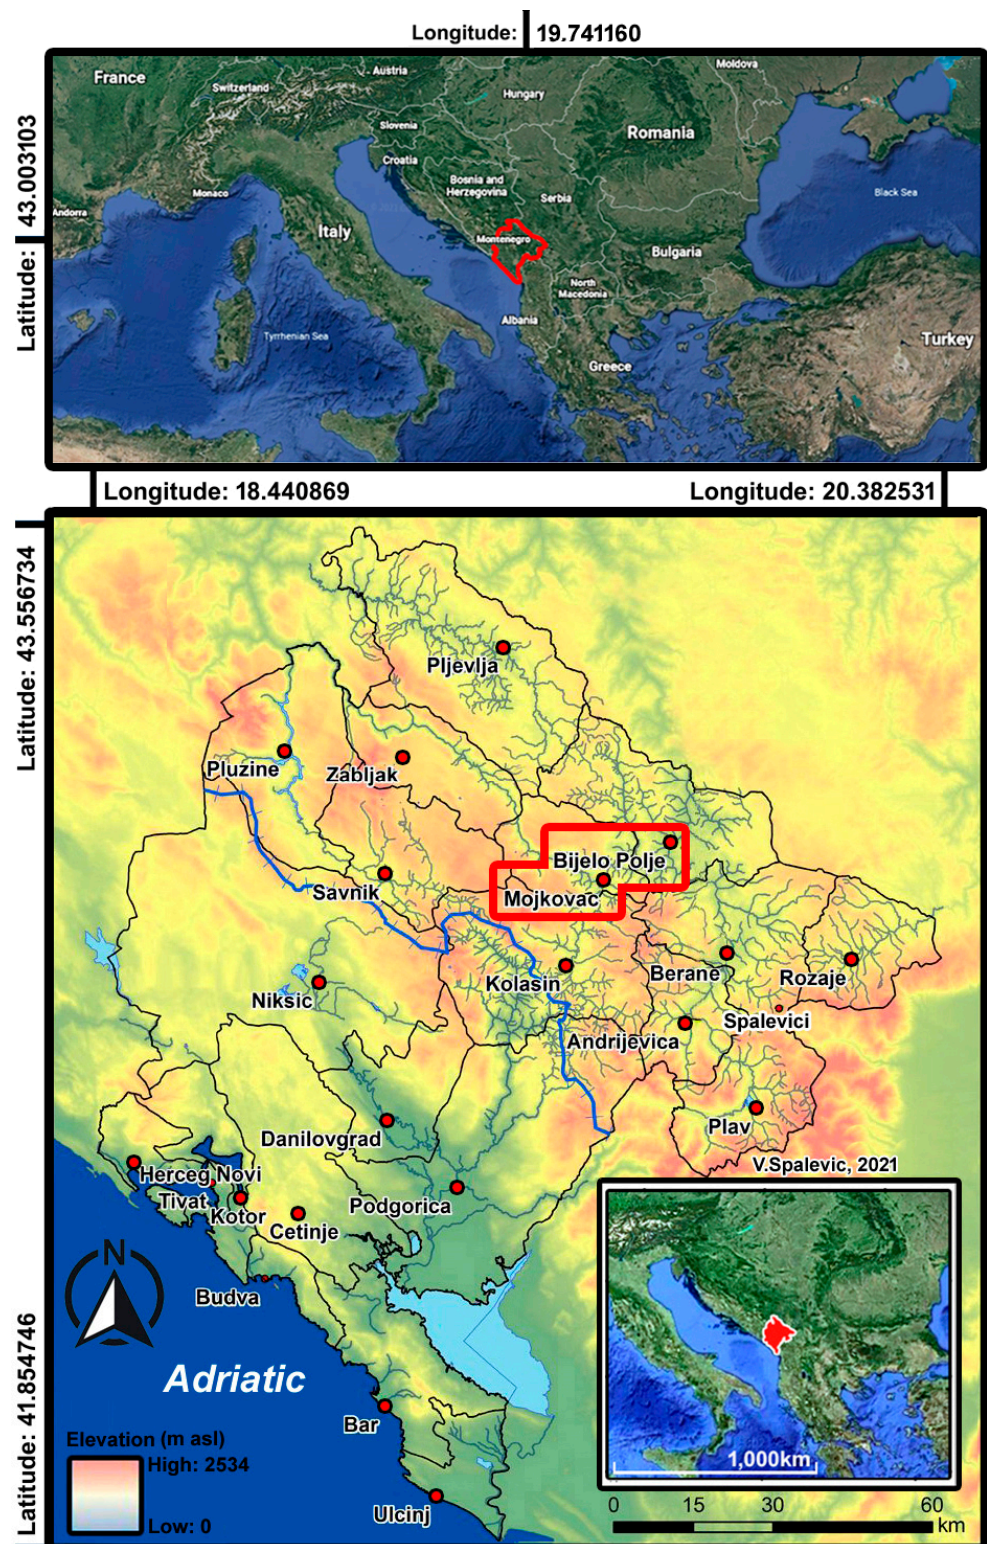 Longitude: 19.741160
Latitude: 43.003103
France
Switzerland
Austria
Moldova
Hungary
Slovenia
Romania
Croatia
Monaco
Andorra
Bosnia and
Herzegovina
Serbia
Black Sea
Italy
Montenegro
Bulgaria
North
Macedonia
Albania
Tyrrhenian Sea
Turkey
Greece
Longitude: 18.440869
Longitude: 20.382531
Latitude: 43.556734
Pljevlja
Pluzine
Zabljak
Bijelo Polje
Savnik
Mojkovac
Kolasin
Berane
Rozaje
Niksic
Spalevici
Andrijevica
Danilovgrad
Plav
V.Spalevic, 2021
Herceg Novi
Tivat
Kotor
Podgorica
Cetinje
N
Budva
Latitude: 41.854746
Adriatic
Bar
Elevation (m asl)
High: 2534
Low: 0
Ulcinj
1,000km
0 15 30 60
km